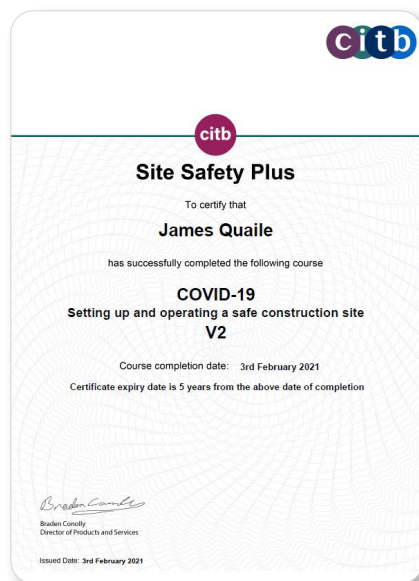 citb
citb
Site Safety Plus
To certify that
James Quaile
has successfully completed the following course
COVID-19
Setting up and operating a safe construction site
V2
Course completion date: 3rd February 2021
Certificate expiry date is 5 years from the above date of completion
Braden Conolly
Braden Conolly
Director of Products and Services
Issued Date: 3rd February 2021